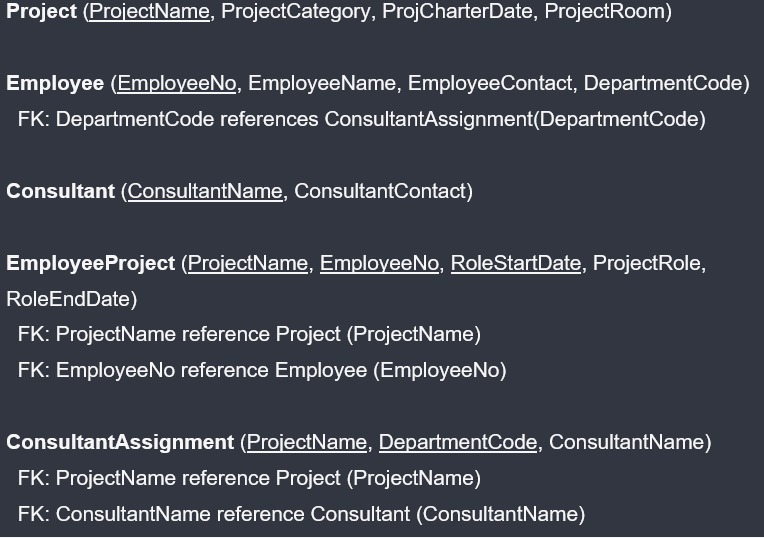 Project (ProjectName, ProjectCategory, ProjCharterDate, ProjectRoom)
Employee (EmployeeNo, EmployeeName, EmployeeContact, DepartmentCode)
FK: DepartmentCode references ConsultantAssignment(DepartmentCode)
Consultant (ConsultantName, ConsultantContact)
EmployeeProject (ProjectName, EmployeeNo, RoleStartDate, ProjectRole,
RoleEndDate)
FK: ProjectName reference Project (ProjectName)
FK: EmployeeNo reference Employee (EmployeeNo)
ConsultantAssignment (ProjectName, DepartmentCode, ConsultantName)
FK: ProjectName reference Project (ProjectName)
FK: ConsultantName reference Consultant (ConsultantName)